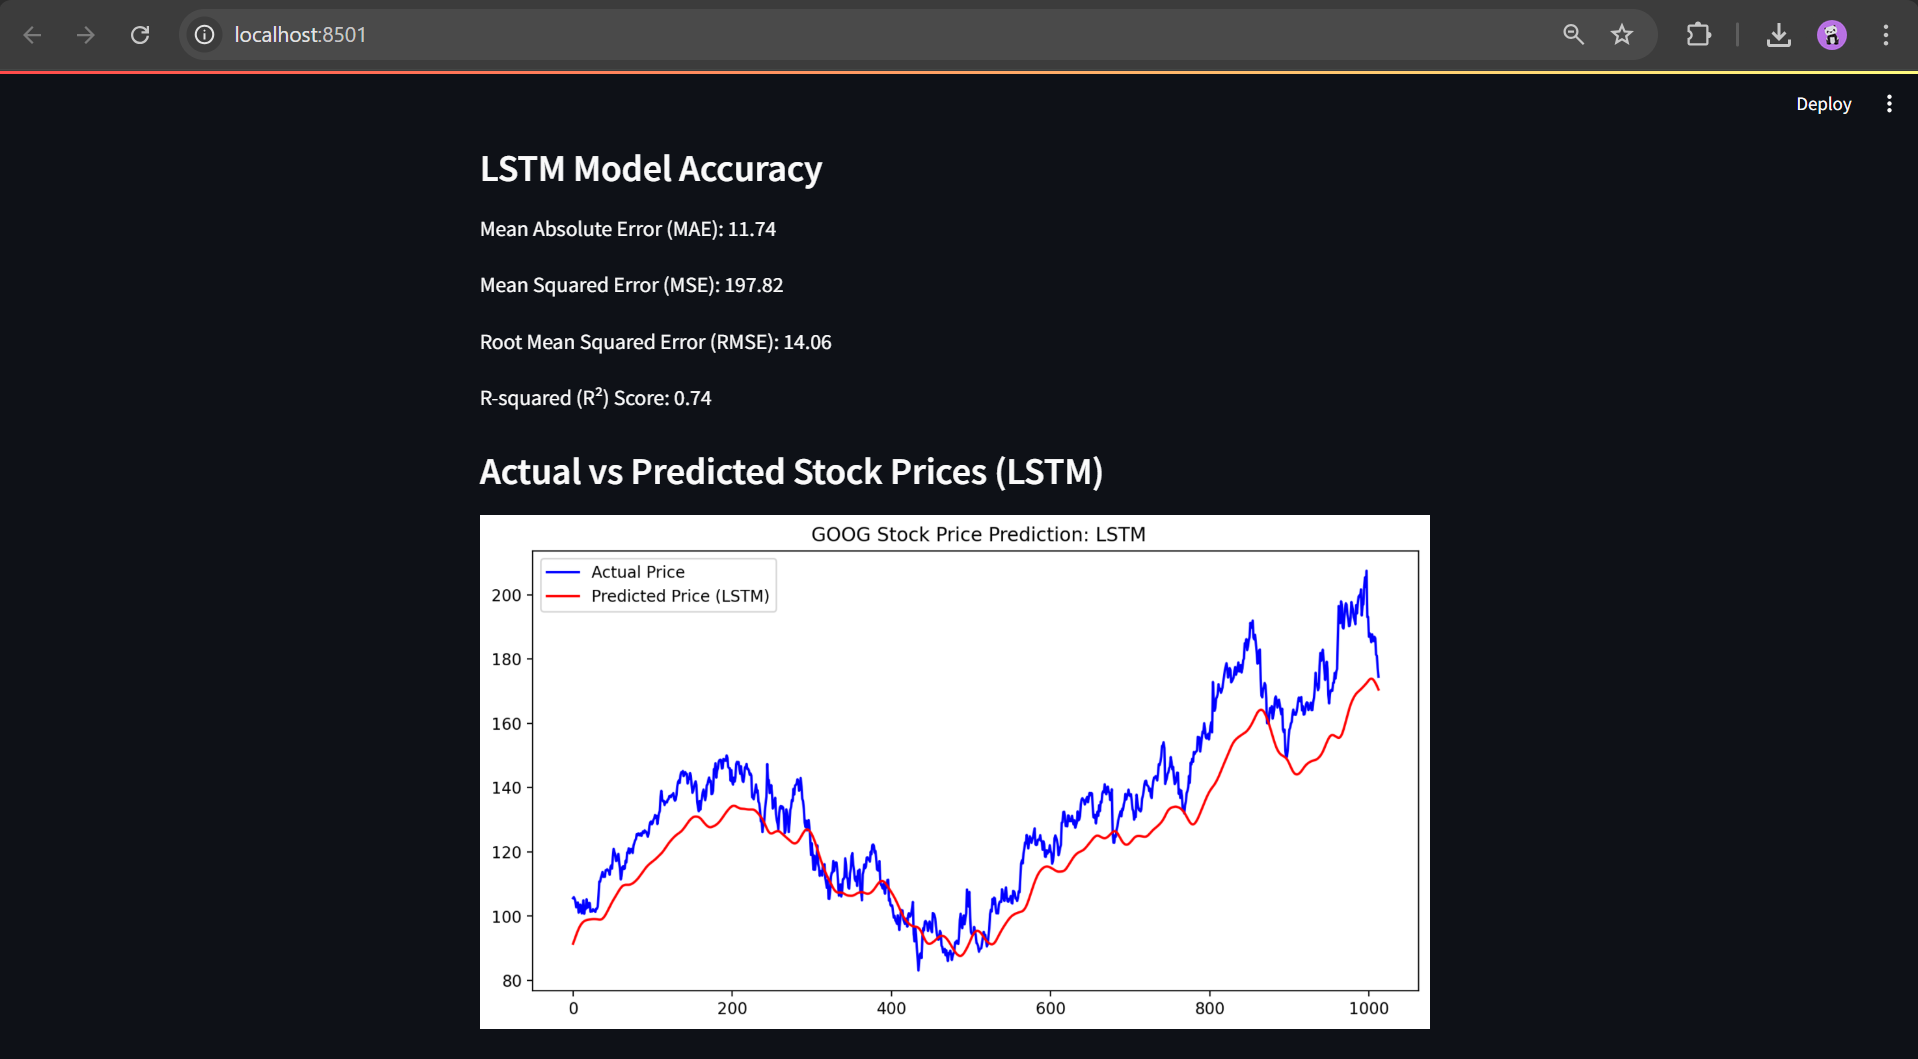 localhost:8501
Deploy
LSTM Model Accuracy
Mean Absolute Error (MAE): 11.74
Mean Squared Error (MSE): 197.82
Root Mean Squared Error (RMSE): 14.06
R-squared (R²) Score: 0.74
Actual vs Predicted Stock Prices (LSTM)
GOOG Stock Price Prediction: LSTM
Actual Price
Predicted Price (LSTM)
200
180
160
140
120
100
80
0 200 400 600 800 1000